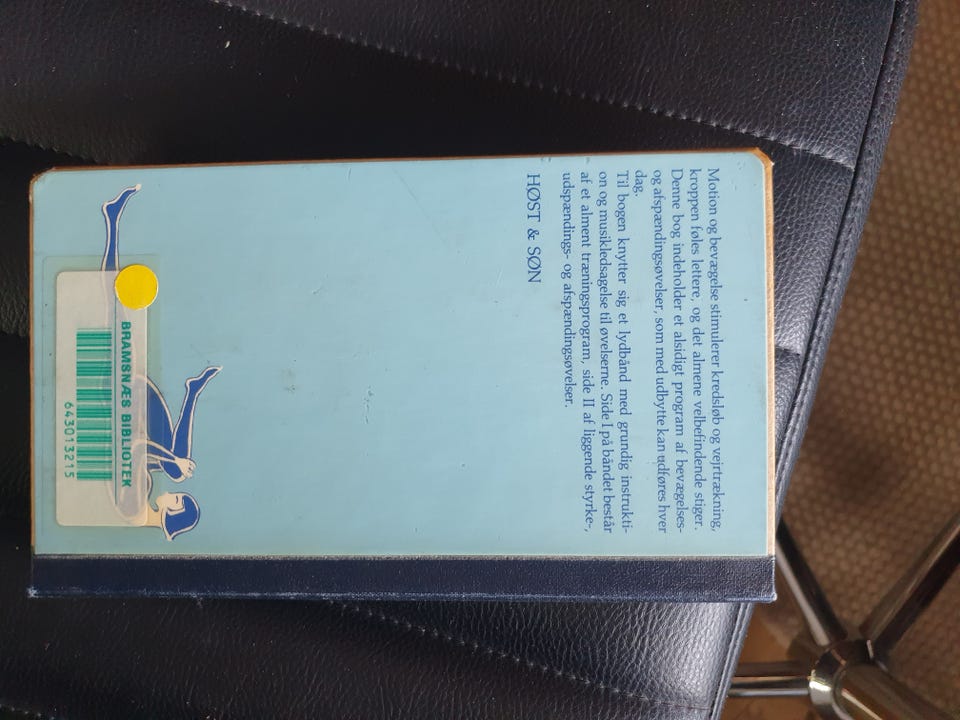 Motion og bevægelse stimulerer kredsløb og vejrtrækning,
kroppen føles lettere, og det almene velbefindende stiger.
Denne bog indeholder et alsidigt program af bevægelses-
og afspændingsøvelser, som med udbytte kan udføres hver
dag.
Til bogen knytter sig et lydbånd med grundig instrukti-
on og musikledsagelse til øvelserne. Side I på båndet består
af et alment træningsprogram, side II af liggende styrke-,
udspændings- og afspændingsøvelser.
HØST & SØN
BRAMSNÆS BIBLIOTEK
643013215